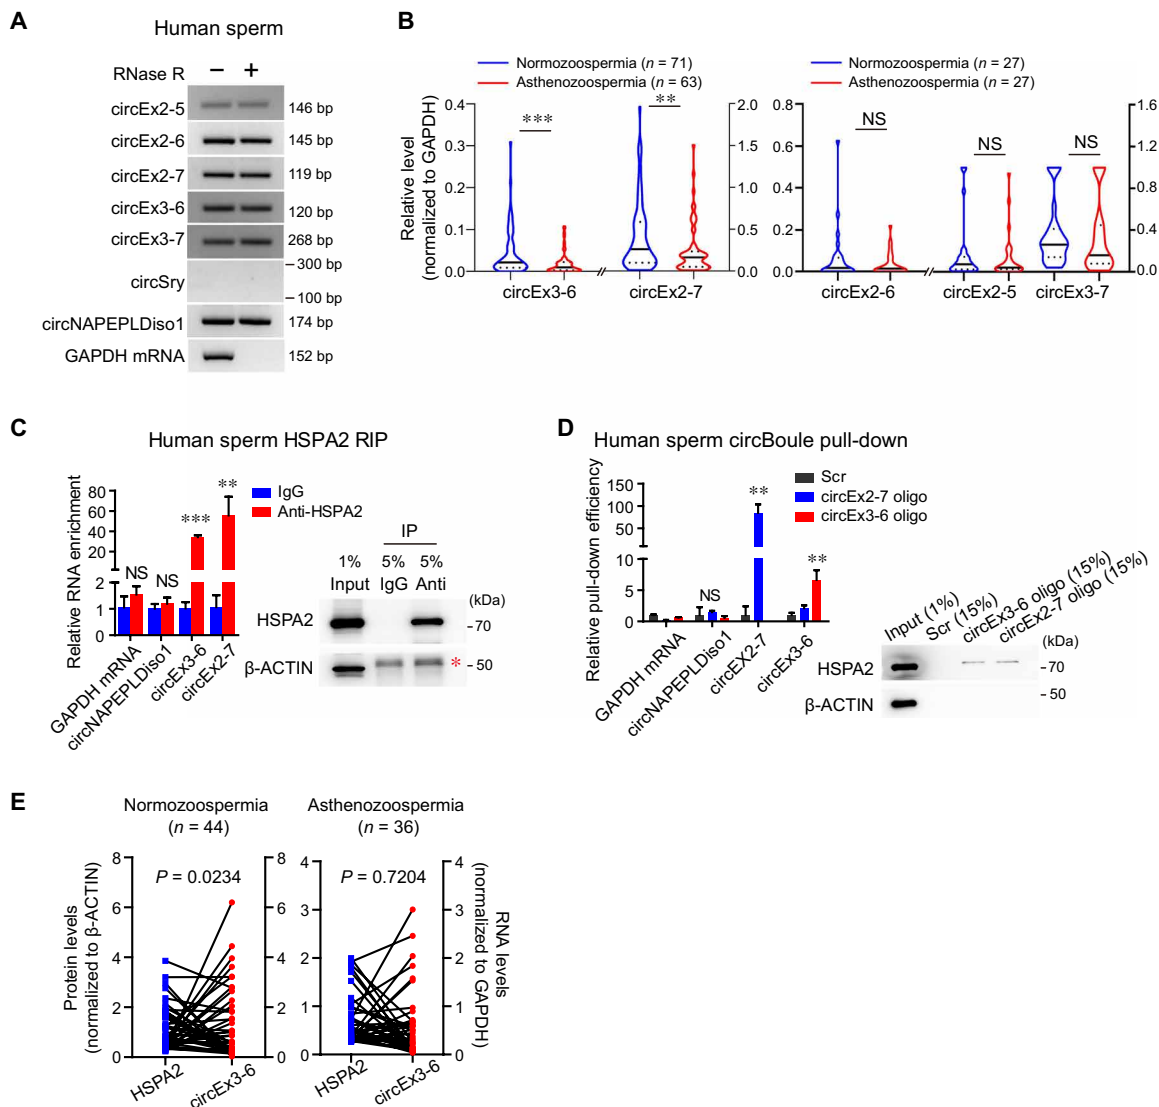 A
Human sperm
RNase R − +
circEx2-5 146 bp
circEx2-6 145 bp
circEx2-7 119 bp
circEx3-6 120 bp
circEx3-7 268 bp
300 bp
circSry
100 bp
circNAPEPLDiso1 174 bp
GAPDH mRNA 152 bp
B
Normozoospermia (n = 71)
Asthenozoospermia (n = 63)
Relative level
(normalized to GAPDH)
0.4
0.3
0.2
0.1
0.0
***
**
2.0
1.5
1.0
0.5
0.0
circEx3-6 circEx2-7
Normozoospermia (n = 27)
Asthenozoospermia (n = 27)
0.8
0.6
0.4
0.2
0.0
NS
NS
NS
1.6
1.2
0.8
0.4
0.0
circEx2-6 circEx2-5 circEx3-7
C
Human sperm HSPA2 RIP
Relative RNA enrichment
80
60
40
20
2
1
0
NS
NS
***
**
IgG
Anti-HSPA2
GAPDH mRNA
circNAPEPLDiso1
circEx3-6
circEx2-7
IP
1% 5% 5%
Input IgG Anti
(kDa)
HSPA2 - 70
β-ACTIN * - 50
D
Human sperm circBoule pull-down
Relative pull-down efficiency
150
100
50
10
5
0
NS
**
**
Scr
circEx2-7 oligo
circEx3-6 oligo
GAPDH mRNA
circNAPEPLDiso1
circEX2-7
circEx3-6
Input (1%)
Scr (15%)
circEx3-6 oligo (15%)
circEx2-7 oligo (15%)
(kDa)
HSPA2 - 70
- 50
β-ACTIN
E
Normozoospermia
(n = 44)
Protein levels
(normalized to β-ACTIN)
8
6
4
2
0
P = 0.0234
8
6
4
2
0
HSPA2 circEx3-6
Asthenozoospermia
(n = 36)
4
3
2
1
0
P = 0.7204
4
3
2
1
0
RNA levels
(normalized to GAPDH)
HSPA2 circEx3-6